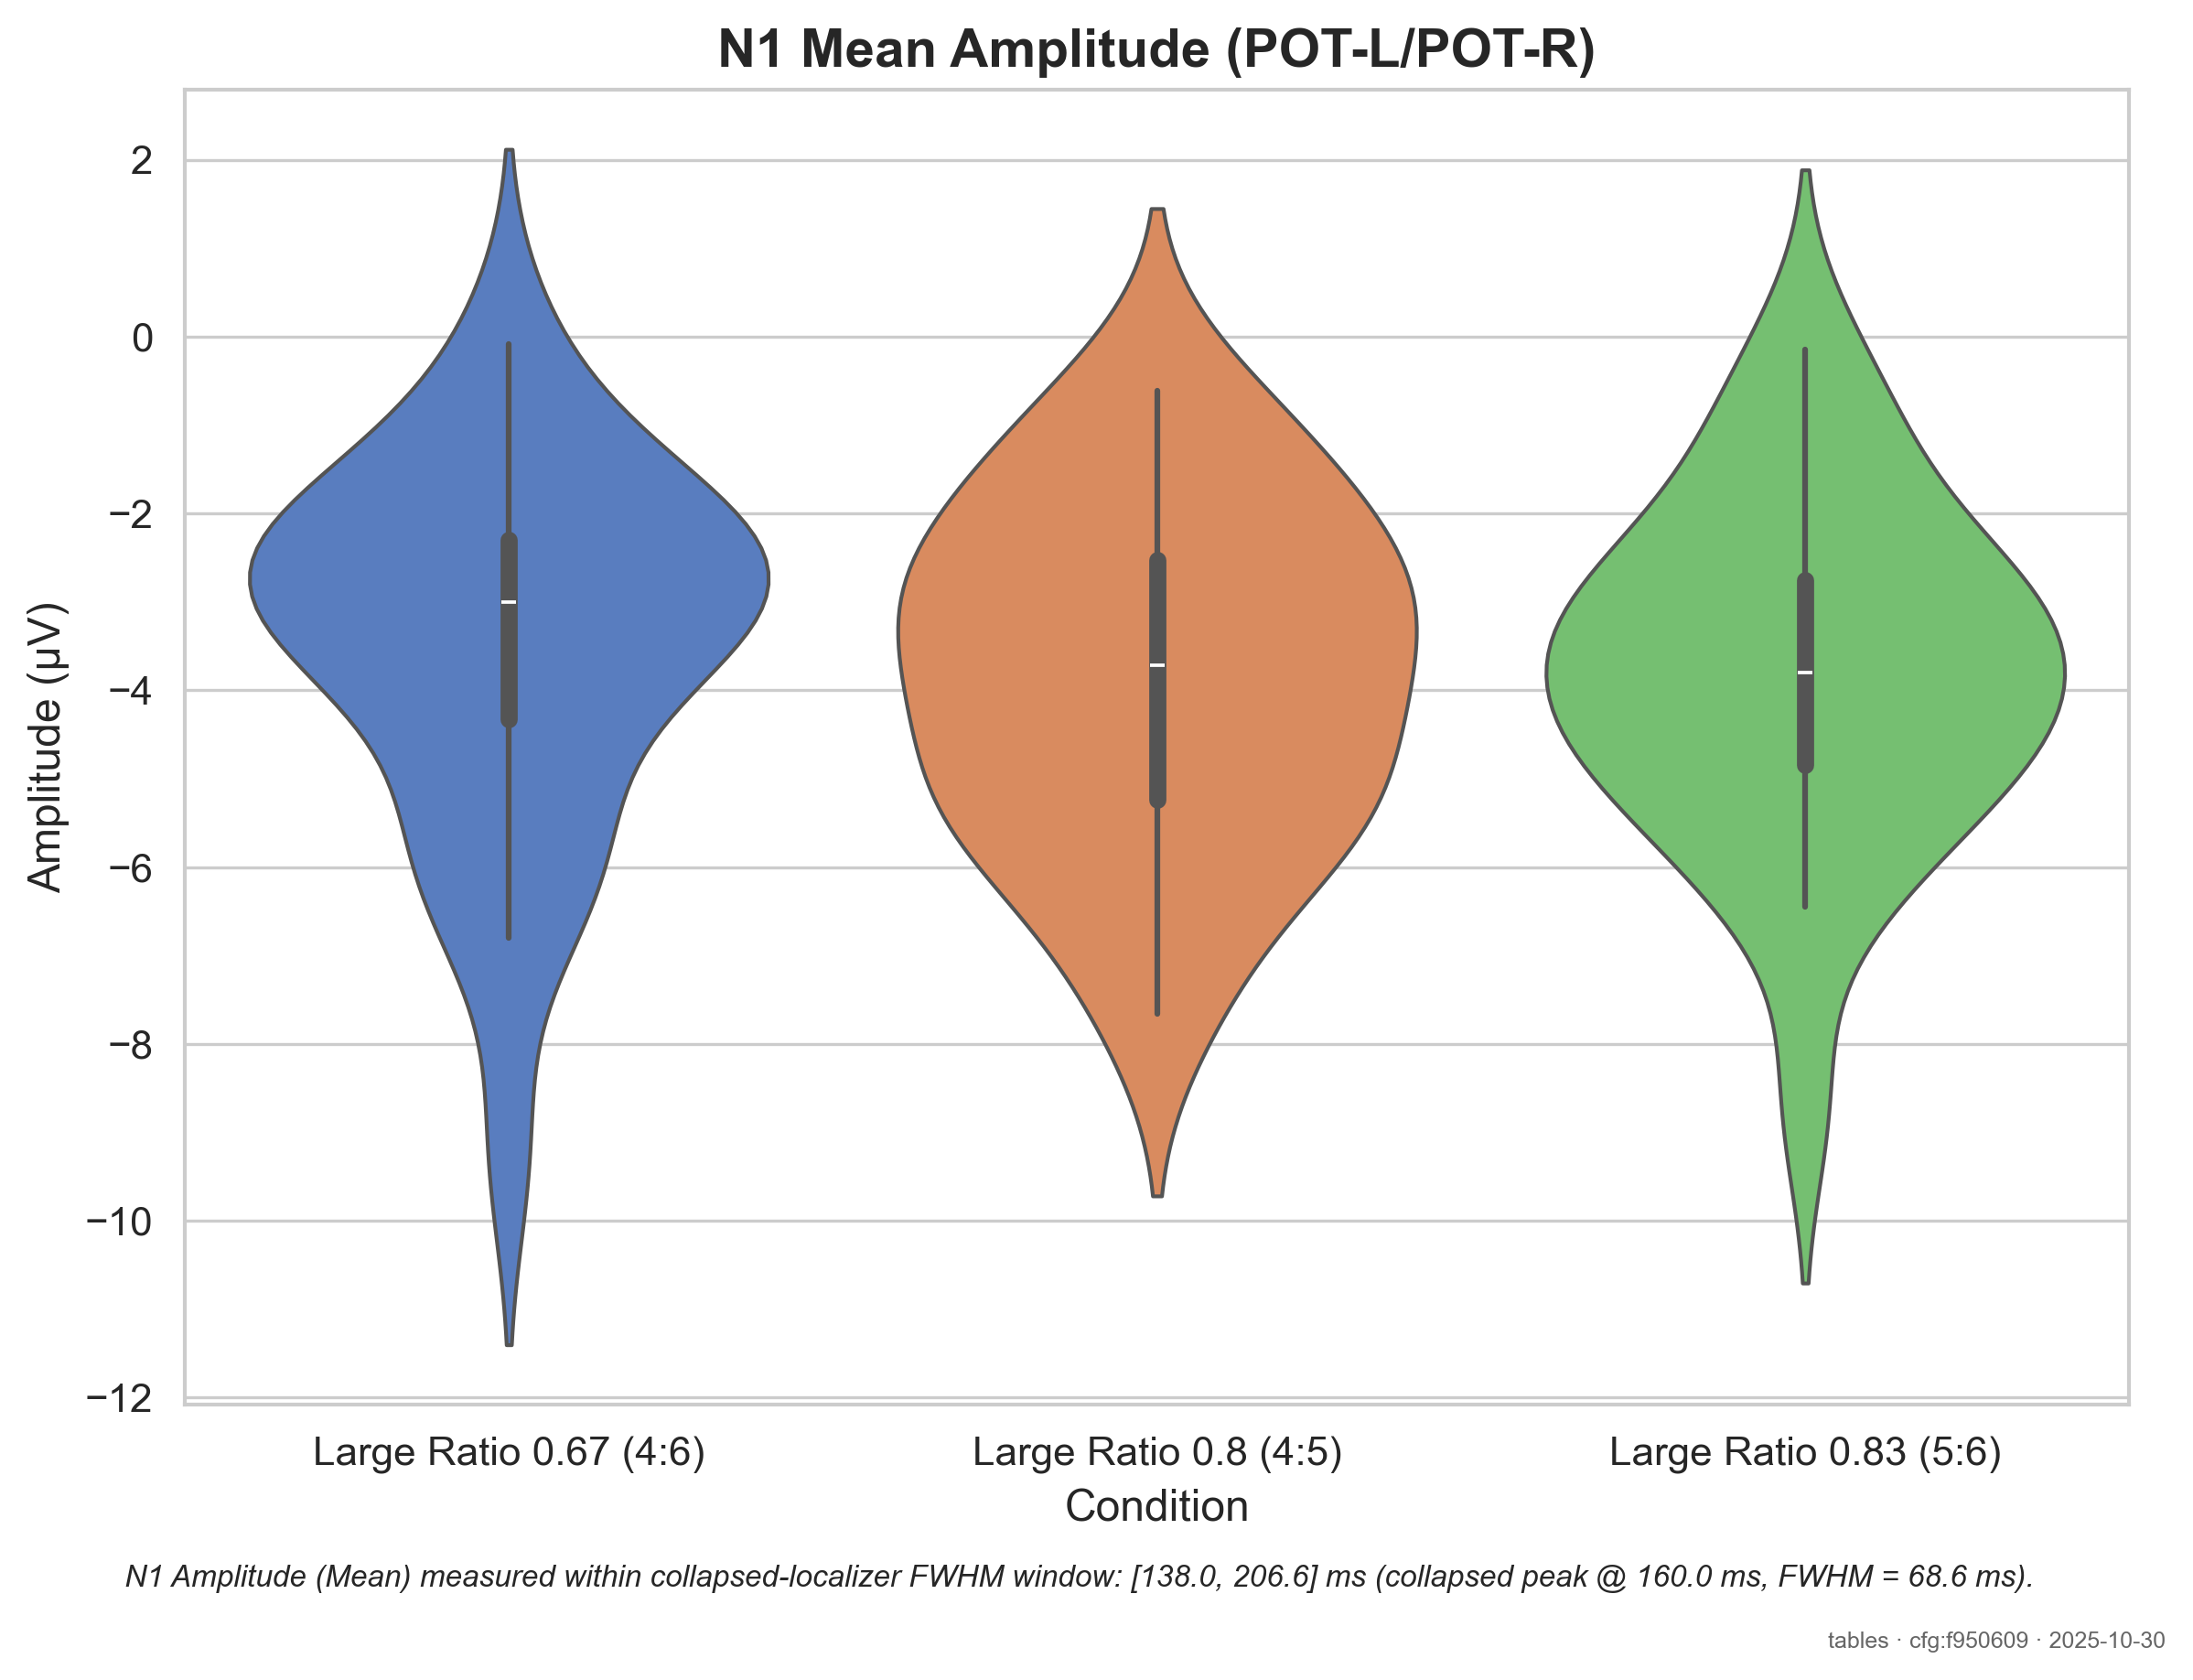 N1 Mean Amplitude (POT-L/POT-R)
Amplitude (µV)
2
0
−2
−4
−6
−8
−10
−12
Large Ratio 0.67 (4:6)
Large Ratio 0.8 (4:5)
Large Ratio 0.83 (5:6)
Condition
N1 Amplitude (Mean) measured within collapsed-localizer FWHM window: [138.0, 206.6] ms (collapsed peak @ 160.0 ms, FWHM = 68.6 ms).
tables · cfg:f950609 · 2025-10-30